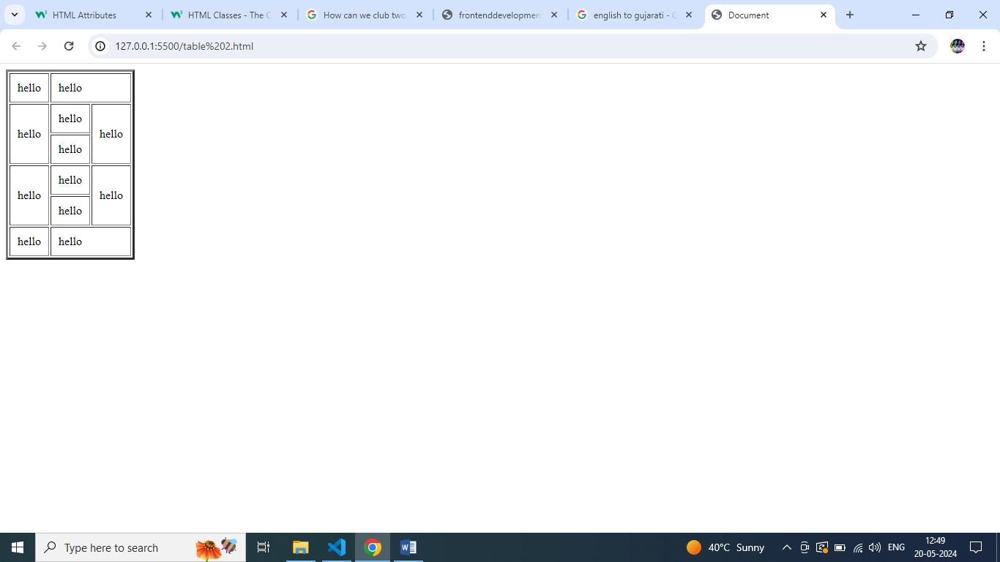 HTML Attributes
HTML Classes - The C
How can we club two
frontenddevelopmen
english to gujarati - G
Document
127.0.0.1:5500/table%202.html
hello hello
hello hello hello
hello
hello hello hello
hello
hello hello
Type here to search
40°C Sunny
ENG
12:49
20-05-2024